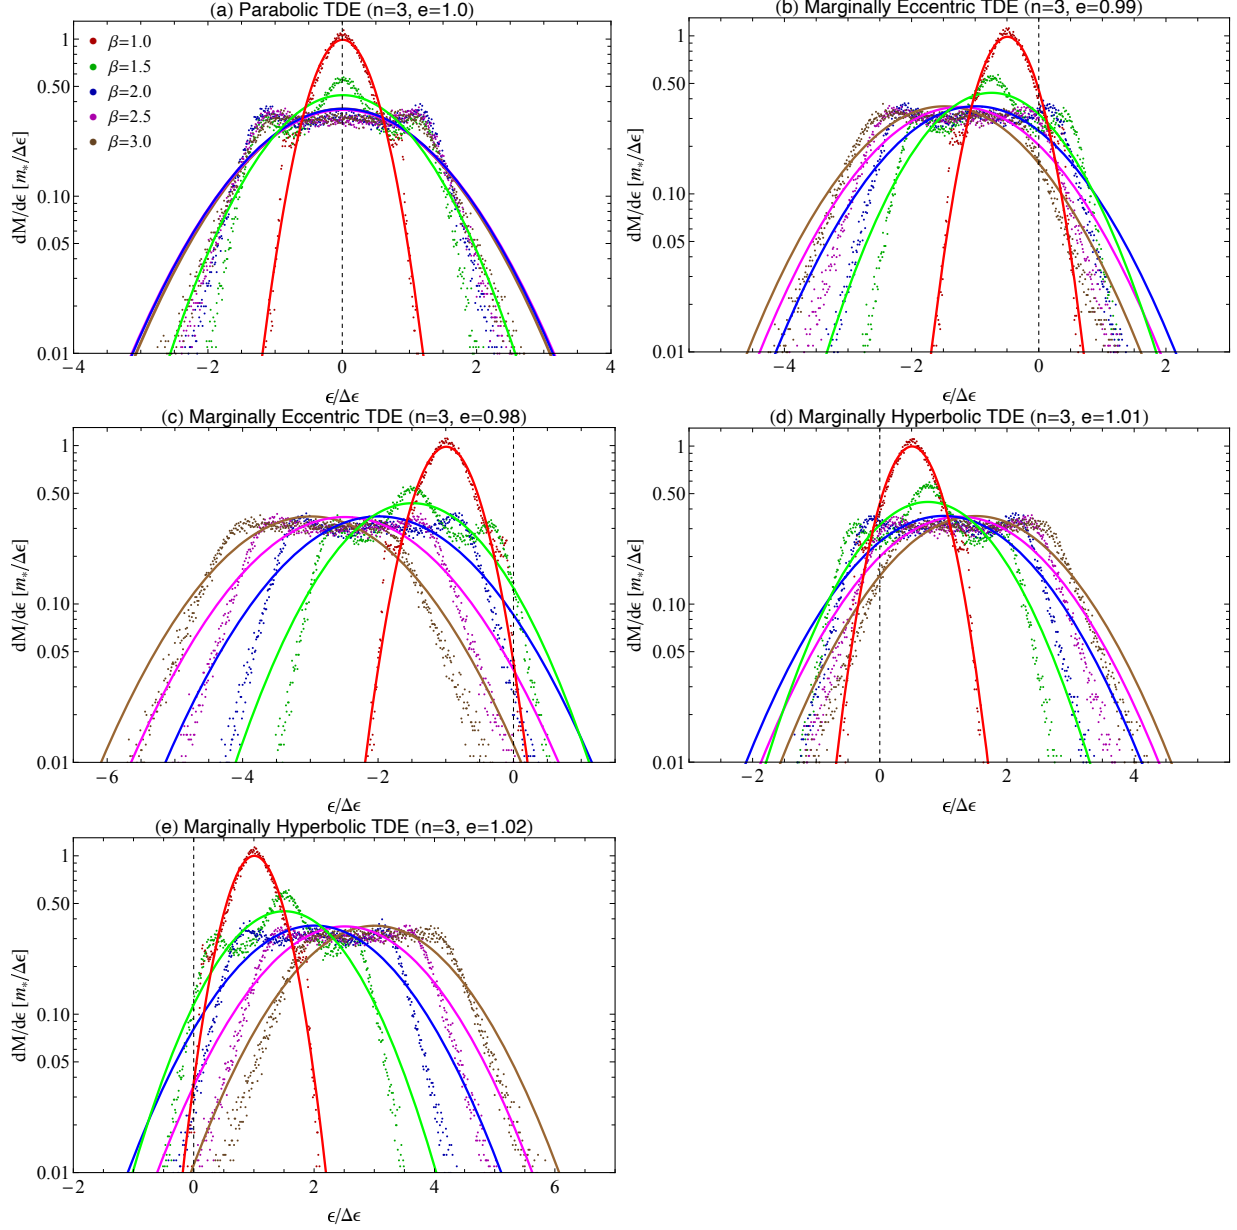 (a) Parabolic TDE (n=3, e=1.0)
1
0.50
0.10
0.05
0.01
dM/dϵ [m*/Δϵ]
β=1.0
β=1.5
β=2.0
β=2.5
β=3.0
−4 −2 0 2 4
ϵ/Δϵ
(b) Marginally Eccentric TDE (n=3, e=0.99)
1
0.50
0.10
0.05
0.01
dM/dϵ [m*/Δϵ]
−4 −2 0 2
ϵ/Δϵ
(c) Marginally Eccentric TDE (n=3, e=0.98)
1
0.50
0.10
0.05
0.01
dM/dϵ [m*/Δϵ]
−6 −4 −2 0
ϵ/Δϵ
(d) Marginally Hyperbolic TDE (n=3, e=1.01)
1
0.50
0.10
0.05
0.01
dM/dϵ [m*/Δϵ]
−2 0 2 4
ϵ/Δϵ
(e) Marginally Hyperbolic TDE (n=3, e=1.02)
1
0.50
0.10
0.05
0.01
dM/dϵ [m*/Δϵ]
−2 0 2 4 6
ϵ/Δϵ